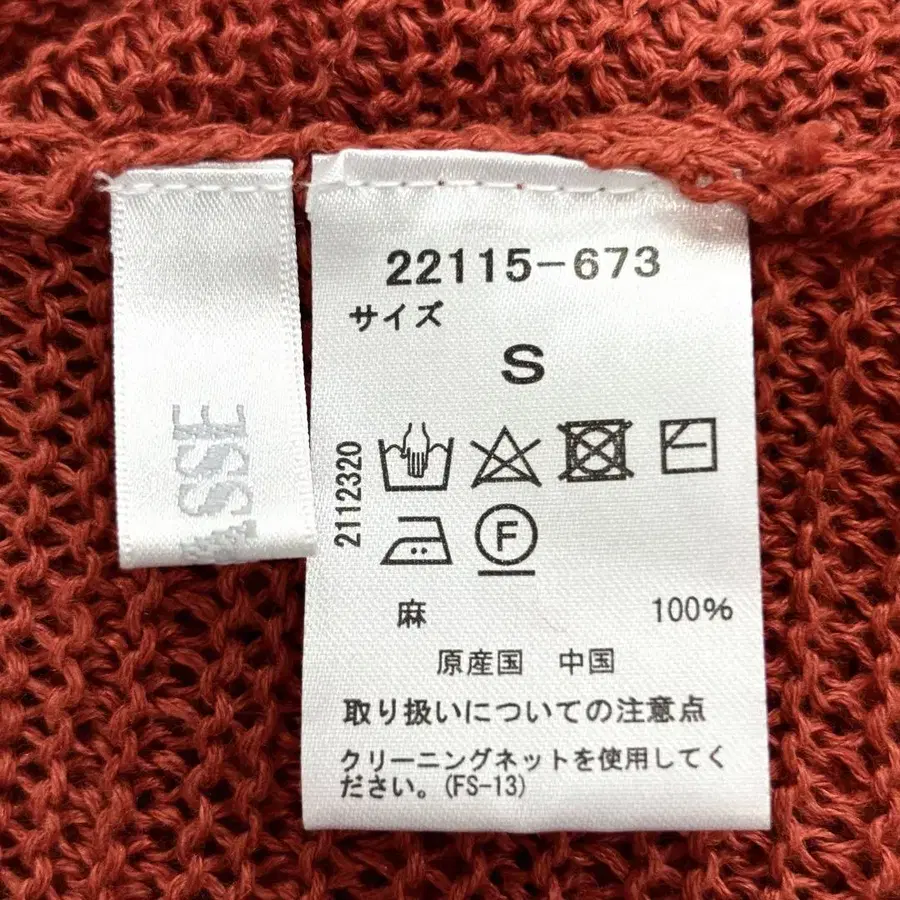 22115-673
サイズ
S
2112320
F
麻 100%
原産国 中国
取り扱いについての注意点
クリーニングネットを使用してく
ださい。(FS-13)
ASSE